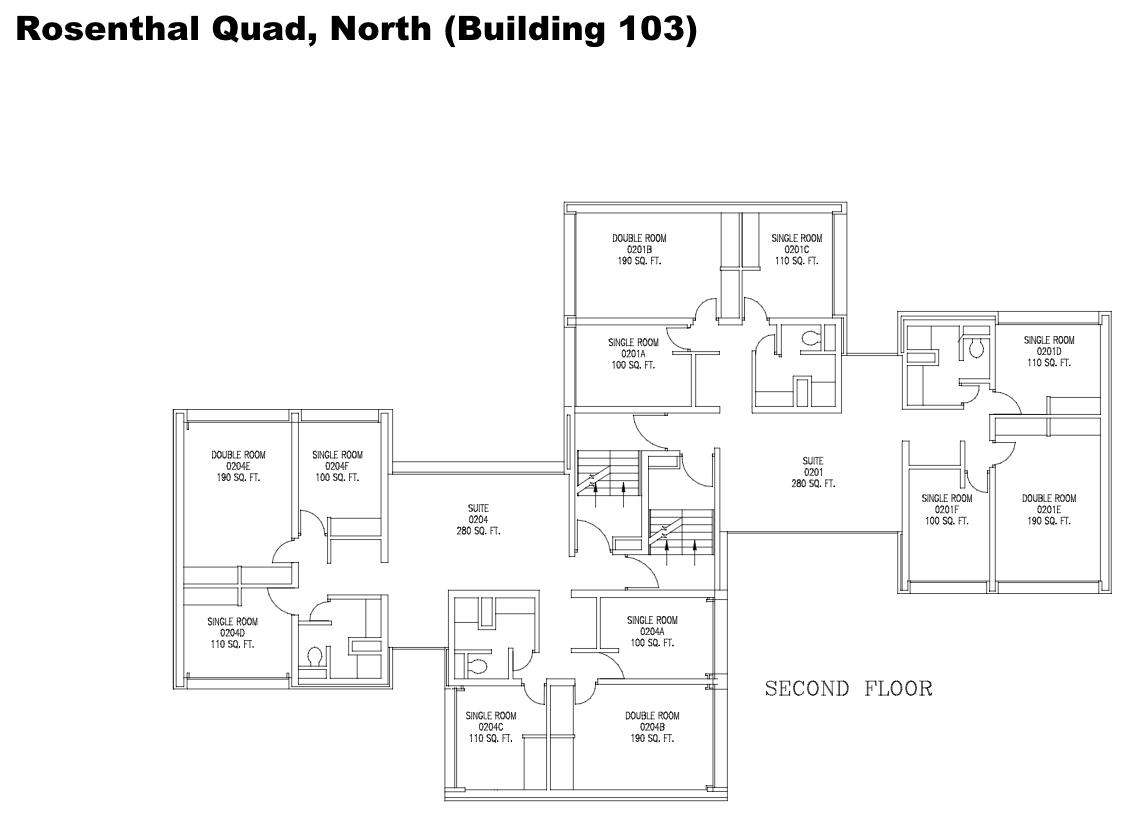 Rosenthal Quad, North (Building 103)
DOUBLE ROOM
0201B
190 SQ. FT.
SINGLE ROOM
0201C
110 SQ. FT.
SINGLE ROOM
0201A
100 SQ. FT.
SINGLE ROOM
0201D
110 SQ. FT.
DOUBLE ROOM
0204E
190 SQ. FT.
SINGLE ROOM
0204F
100 SQ. FT.
SUITE
0201
280 SQ. FT.
SINGLE ROOM
0201F
100 SQ. FT.
DOUBLE ROOM
0201E
190 SQ. FT.
SUITE
0204
280 SQ. FT.
SINGLE ROOM
0204D
110 SQ. FT.
SINGLE ROOM
0204A
100 SQ. FT.
SECOND FLOOR
SINGLE ROOM
0204C
110 SQ. FT.
DOUBLE ROOM
0204B
190 SQ. FT.